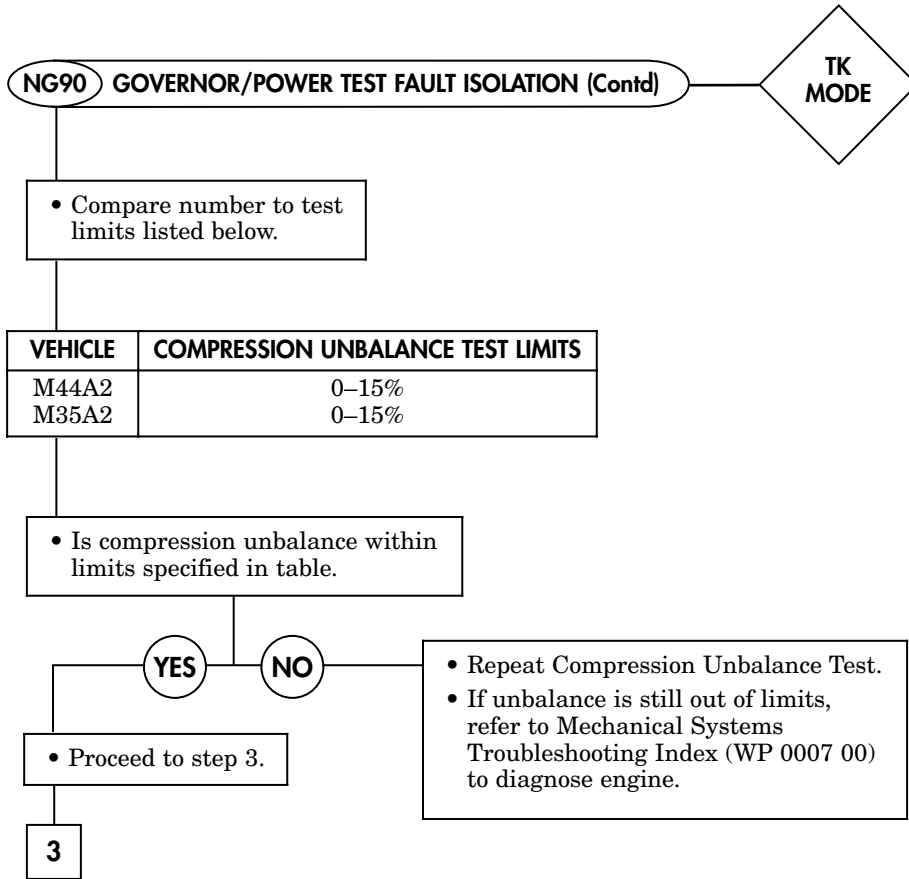 NG90 GOVERNOR/POWER TEST FAULT ISOLATION (Contd)
TK
MODE
• Compare number to test
limits listed below.
VEHICLE COMPRESSION UNBALANCE TEST LIMITS
M44A2 0–15%
M35A2 0–15%
• Is compression unbalance within
limits specified in table.
YES NO
• Repeat Compression Unbalance Test.
• If unbalance is still out of limits,
refer to Mechanical Systems
Troubleshooting Index (WP 0007 00)
to diagnose engine.
• Proceed to step 3.
3